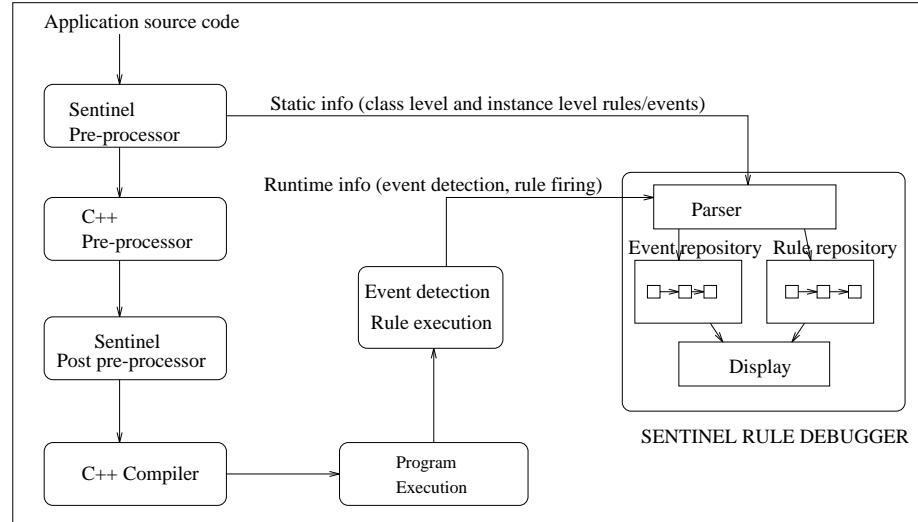 Application source code
Sentinel
Pre-processor
Static info (class level and instance level rules/events)
Runtime info (event detection, rule firing)
C++
Pre-processor
Parser
Event repository
Rule repository
Event detection
Rule execution
Sentinel
Post pre-processor
Display
SENTINEL RULE DEBUGGER
C++ Compiler
Program
Execution